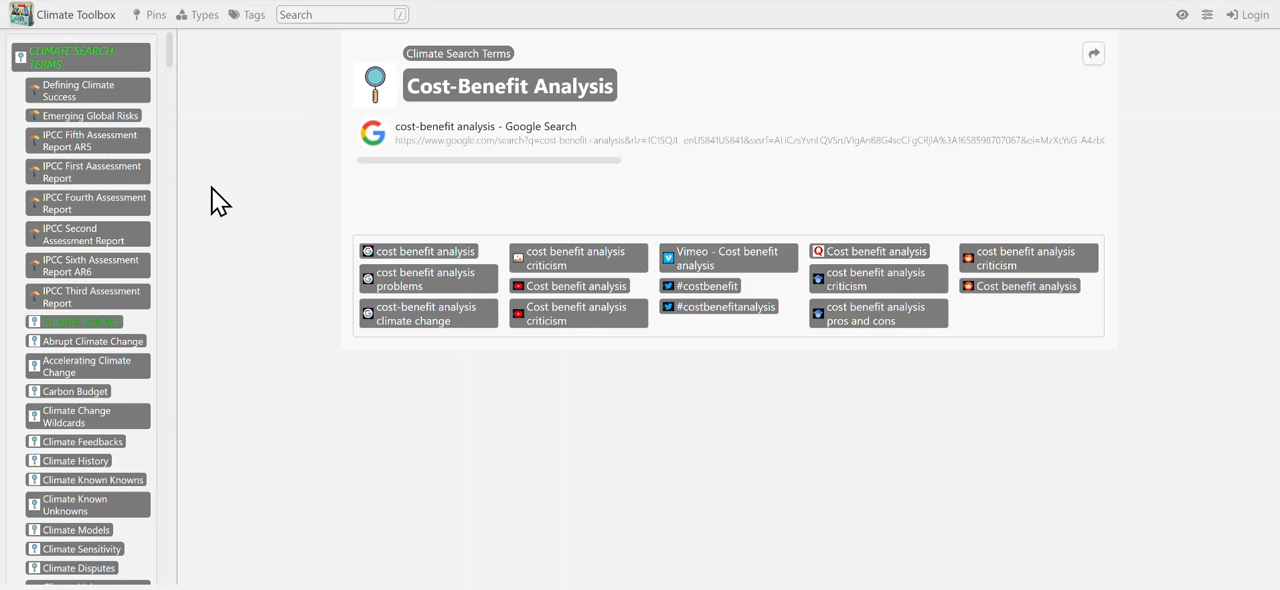 Climate Toolbox Pins Types Tags Search / Login
CLIMATE SEARCH
TERMS
Defining Climate
Success
Emerging Global Risks
IPCC Fifth Assessment
Report AR5
IPCC First Aassessment
Report
IPCC Fourth Assessment
Report
IPCC Second
Assessment Report
IPCC Sixth Assessment
Report AR6
IPCC Third Assessment
Report
Abrupt Climate Change
Accelerating Climate
Change
Carbon Budget
Climate Change
Wildcards
Climate Feedbacks
Climate History
Climate Known Knowns
Climate Known
Unknowns
Climate Models
Climate Sensitivity
Climate Disputes
Climate Search Terms
Cost-Benefit Analysis
cost-benefit analysis - Google Search
cost benefit analysis
cost benefit analysis
problems
cost-benefit analysis
climate change
cost benefit analysis
criticism
Cost benefit analysis
Cost benefit analysis
criticism
Vimeo - Cost benefit
analysis
#costbenefit
#costbenefitanalysis
Cost benefit analysis
cost benefit analysis
criticism
cost benefit analysis
pros and cons
cost benefit analysis
criticism
Cost benefit analysis